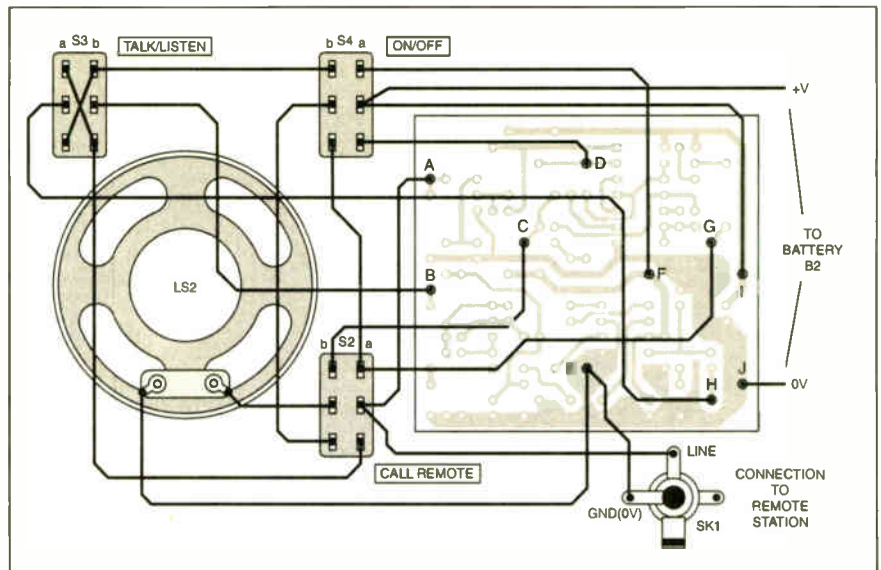 a S3 b
TALK/LISTEN
b S4 a
ON/OFF
+V
A
D
C
G
TO
BATTERY
B2
LS2
B
F
I
b S2 a
J
0V
H
LINE
CALL REMOTE
CONNECTION
TO
REMOTE
STATION
GND(0V)
SK1